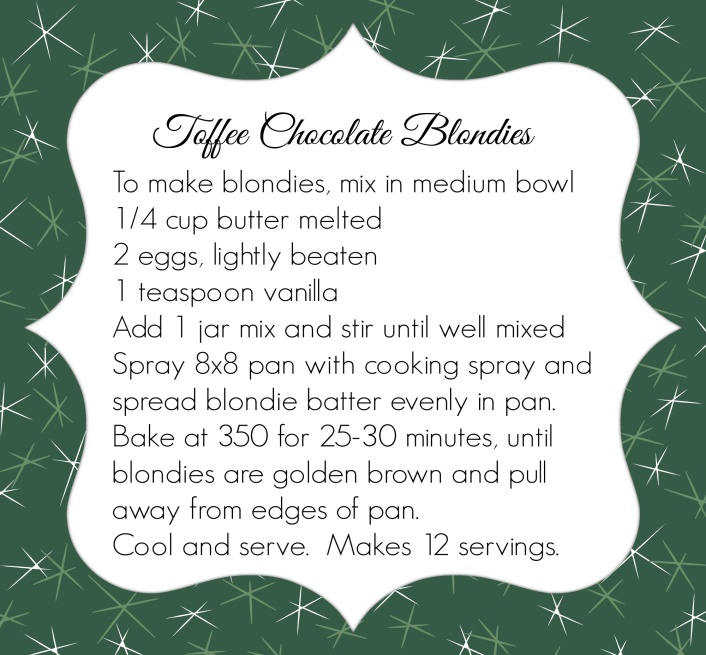 Toffee Chocolate Blondies
To make blondies, mix in medium bowl
1/4 cup butter melted
2 eggs, lightly beaten
1 teaspoon vanilla
Add 1 jar mix and stir until well mixed
Spray 8x8 pan with cooking spray and
spread blondie batter evenly in pan.
Bake at 350 for 25-30 minutes, until
blondies are golden brown and pull
away from edges of pan.
Cool and serve.  Makes 12 servings.